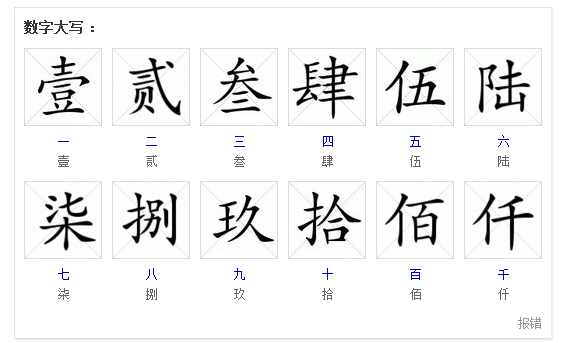 数字大写：
壹 贰 叁 肆 伍 陆
一 二 三 四 五 六
壹 贰 叁 肆 伍 陆
柒 捌 玖 拾 佰 仟
七 八 九 十 百 千
柒 捌 玖 拾 佰 仟
报错